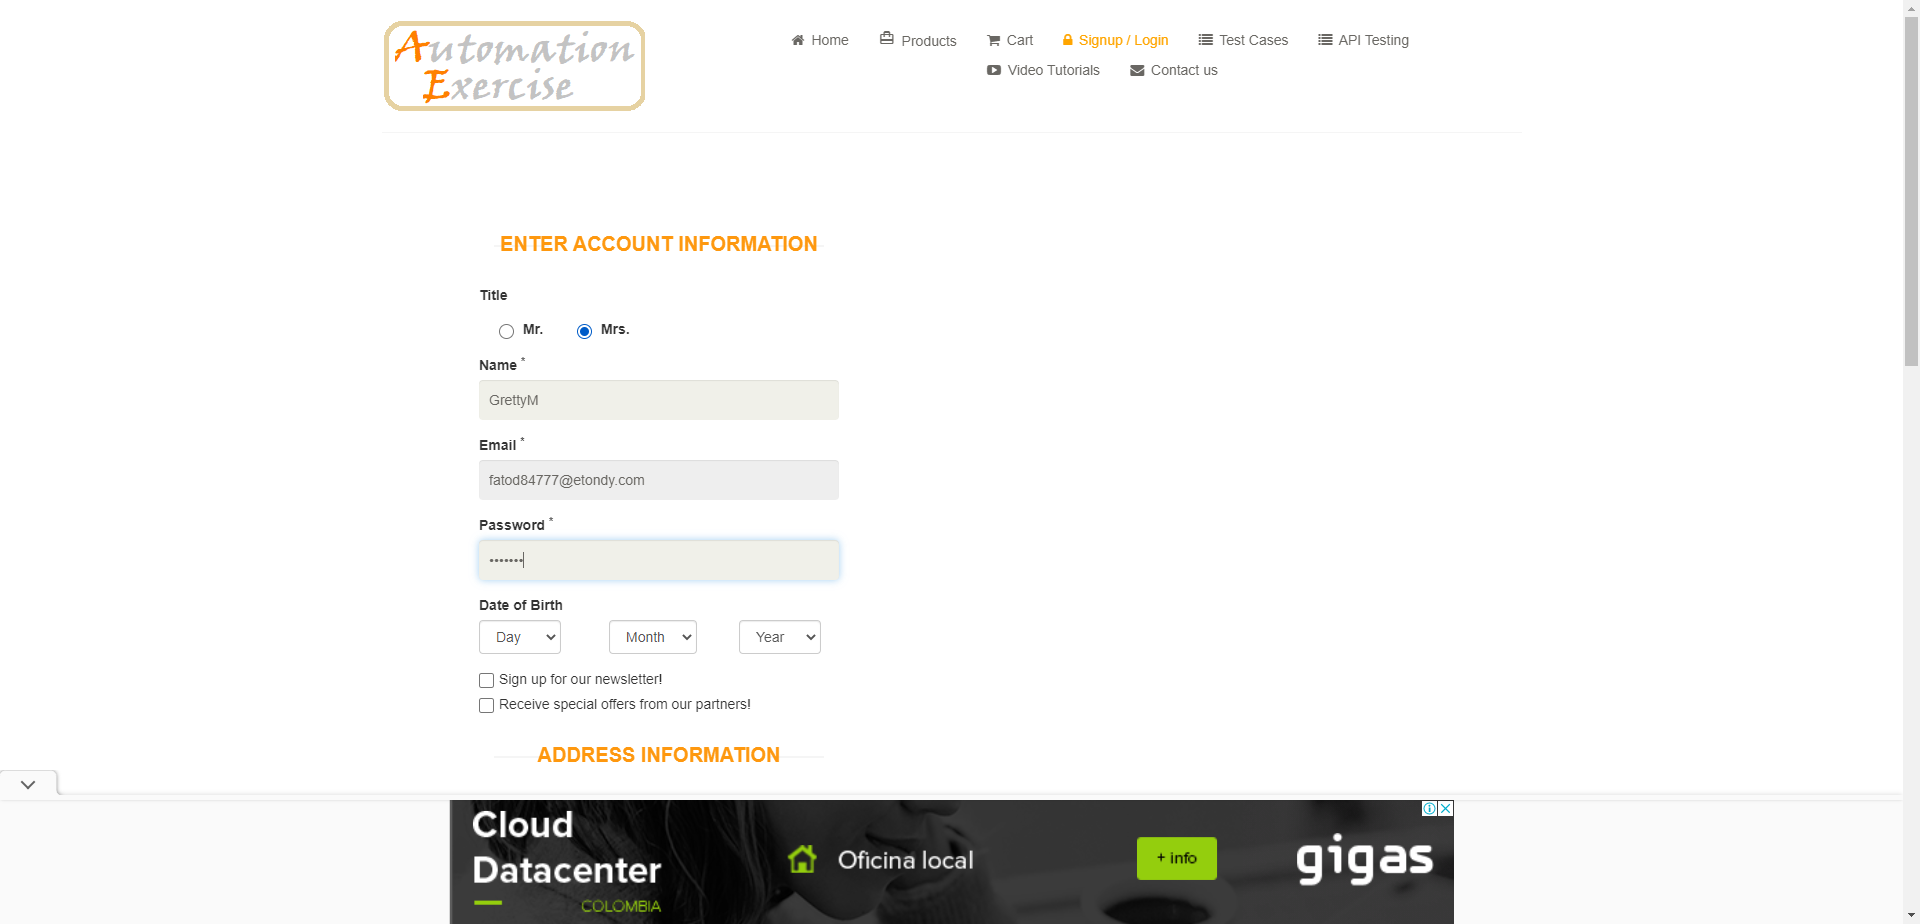 Automation
Exercise
Home
Products
Cart
Signup / Login
Test Cases
API Testing
Video Tutorials
Contact us
ENTER ACCOUNT INFORMATION
Title
Mr.
Mrs.
Name *
GrettyM
Email *
fatod84777@etondy.com
Password *
•••••••
Date of Birth
Day
Month
Year
Sign up for our newsletter!
Receive special offers from our partners!
ADDRESS INFORMATION
Cloud
Datacenter
COLOMBIA
Oficina local
+ info
gigas